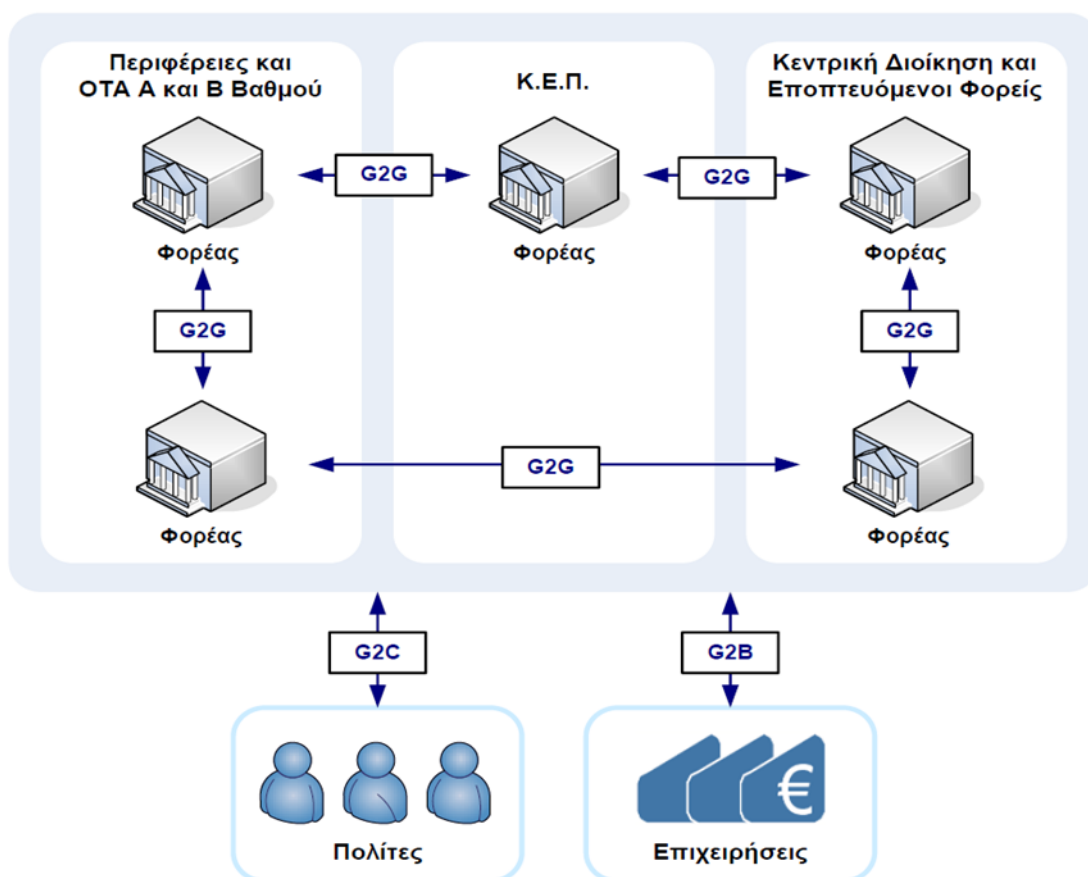 Περιφέρειες και
ΟΤΑ Α και Β Βαθμού
Κ.Ε.Π.
Κεντρική Διοίκηση και
Εποπτευόμενοι Φορείς
G2G
G2G
Φορέας
Φορέας
Φορέας
G2G
G2G
G2G
Φορέας
Φορέας
G2C
G2B
Πολίτες
€
Επιχειρήσεις